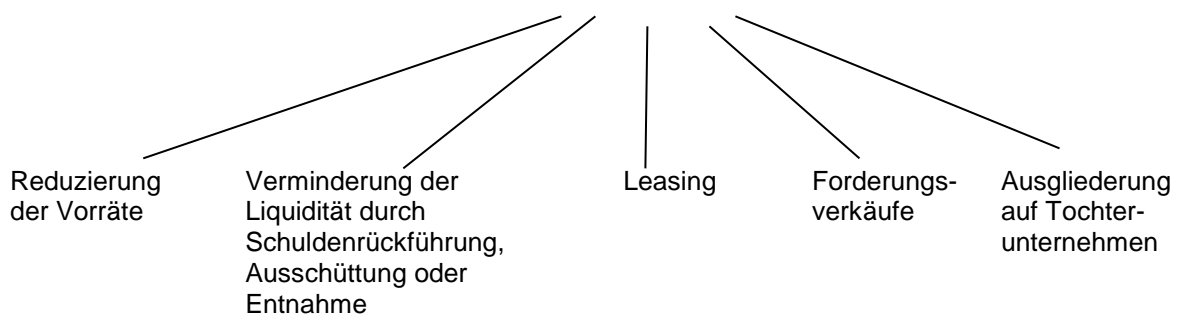 Reduzierung
der Vorräte
Verminderung der
Liquidität durch
Schuldenrückführung,
Ausschüttung oder
Entnahme
Leasing
Forderungs-
verkäufe
Ausgliederung
auf Tochter-
unternehmen